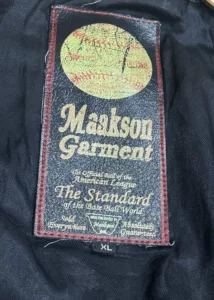 Maakson
Garment
The Official Ball of the
American League
The Standard
of the Base Ball World
Sold
Everywhere
Absolutely
Guarantee
XL